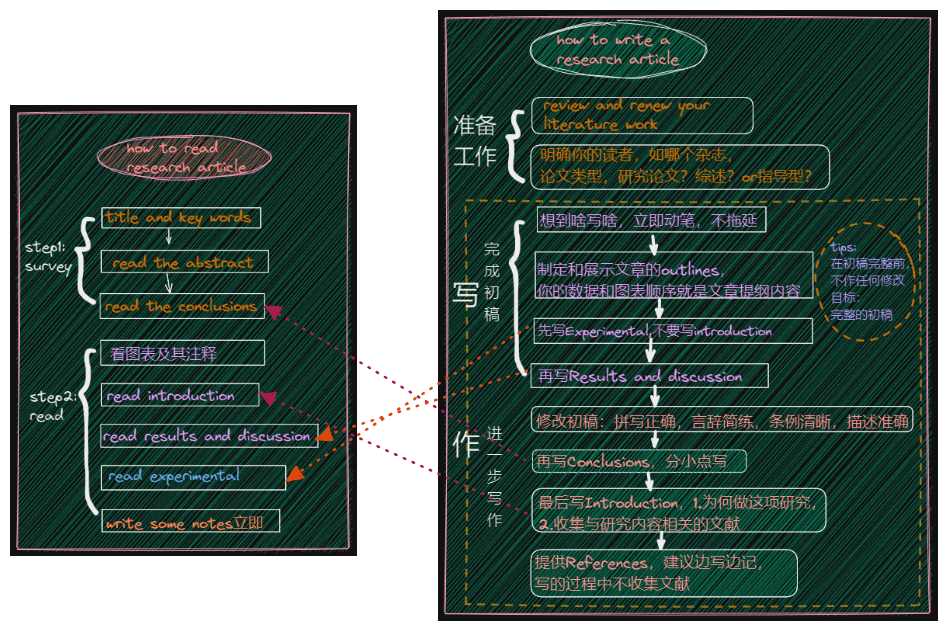 how to read
research article
step1:
survey
title and key words
read the abstract
read the conclusions
step2:
read
看图表及其注释
read introduction
read results and discussion
read experimental
write some notes立即
how to write a
research article
准备
工作
review and renew your
literature work
明确你的读者，如哪个杂志，
论文类型，研究论文？综述？or指导型？
写
作
完
成
初
稿
想到啥写啥，立即动笔，不拖延
制定和展示文章的outlines，
你的数据和图表顺序就是文章提纲内容
先写Experimental,不要写introduction
再写Results and discussion
tips:
在初稿完整前，
不作任何修改
目标：
完整的初稿
进
一
步
写
作
修改初稿：拼写正确，言辞简练，条例清晰，描述准确
再写Conclusions，分小点写
最后写Introduction，1.为何做这项研究，
2.收集与研究内容相关的文献
提供References，建议边写边记，
写的过程中不收集文献